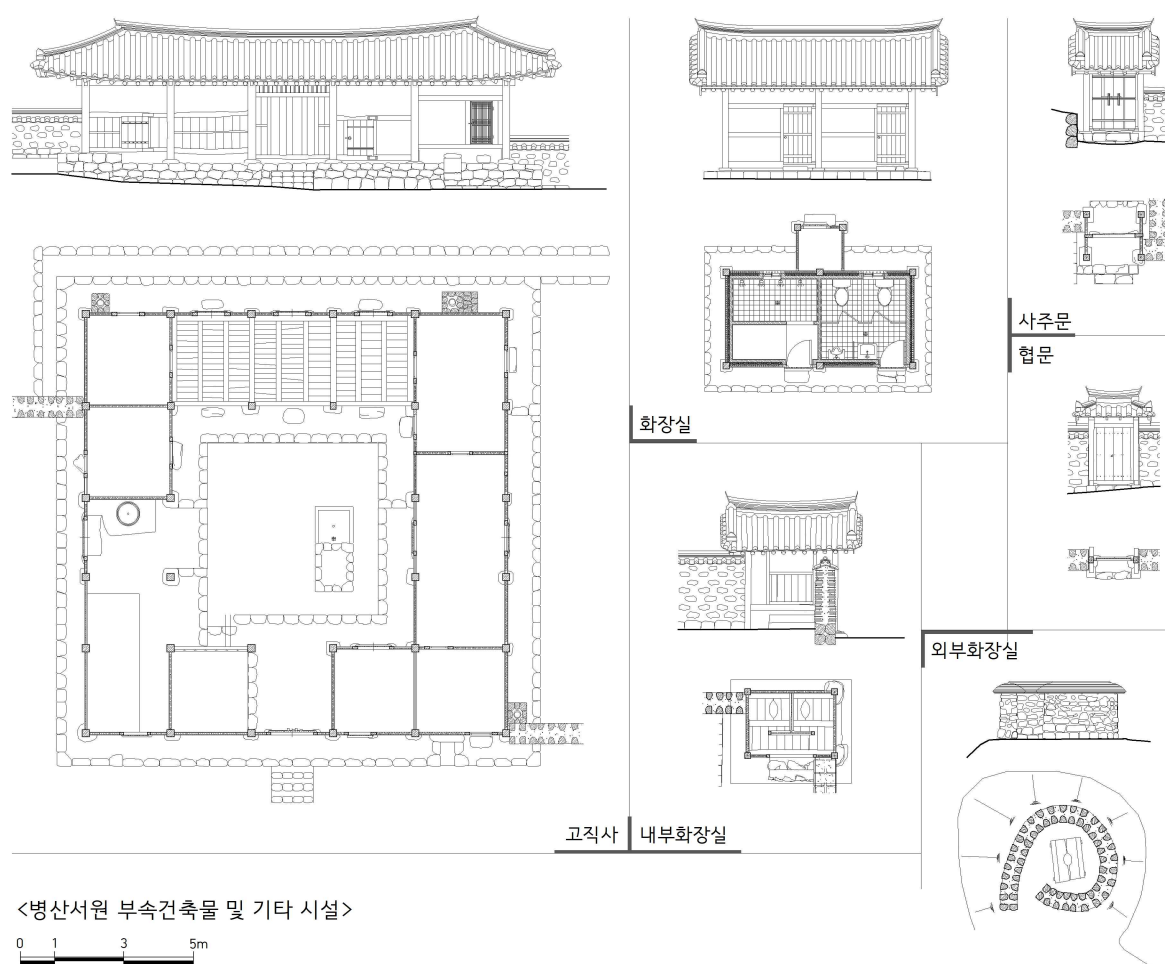 사주문
협문
화장실
외부화장실
고직사
내부화장실
<병산서원 부속건축물 및 기타 시설>
0 1 3 5m